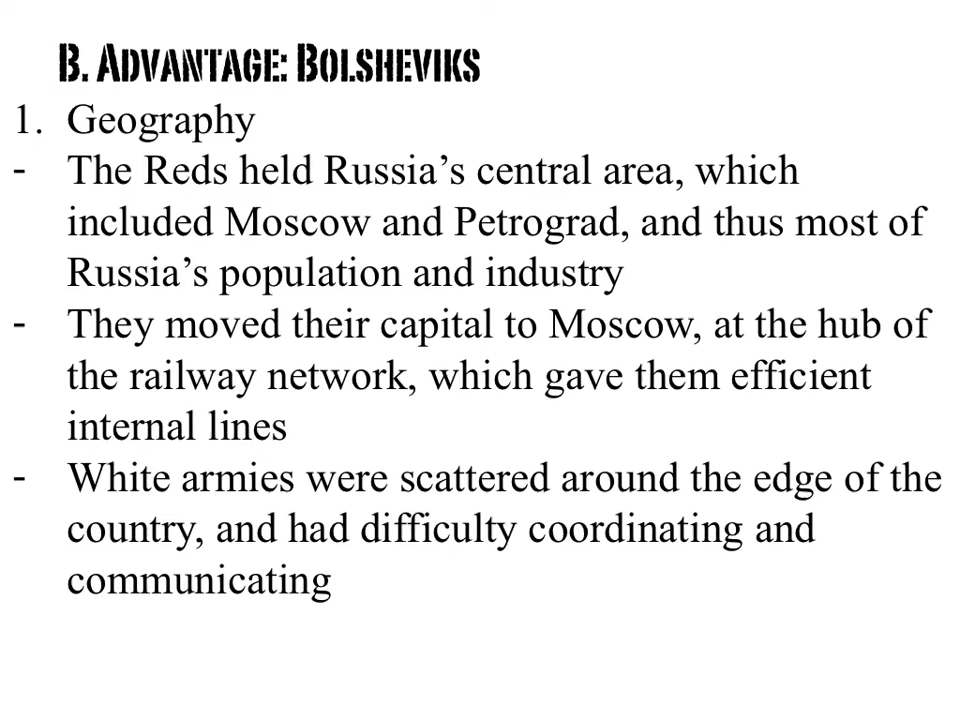 B. Advantage: Bolsheviks
1. Geography
- The Reds held Russia’s central area, which
included Moscow and Petrograd, and thus most of
Russia’s population and industry
- They moved their capital to Moscow, at the hub of
the railway network, which gave them efficient
internal lines
- White armies were scattered around the edge of the
country, and had difficulty coordinating and
communicating